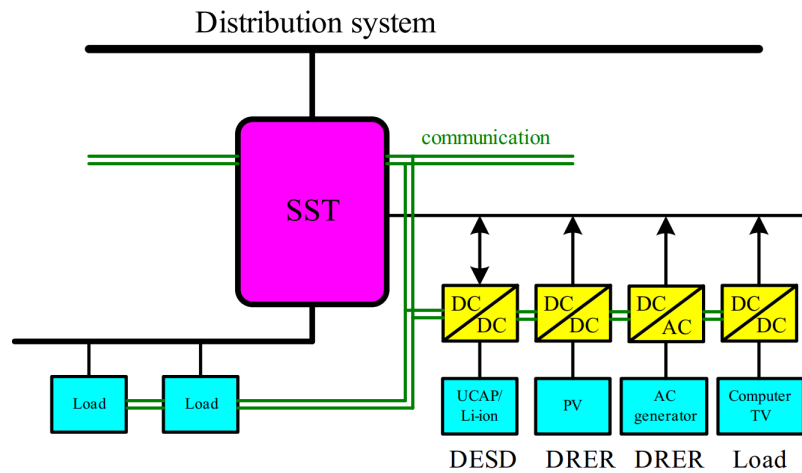 Distribution system
communication
SST
DC
DC
DC
DC
DC
AC
DC
DC
Load
Load
UCAP/
Li-ion
PV
AC
generator
Computer
TV
DESD
DRER
DRER
Load